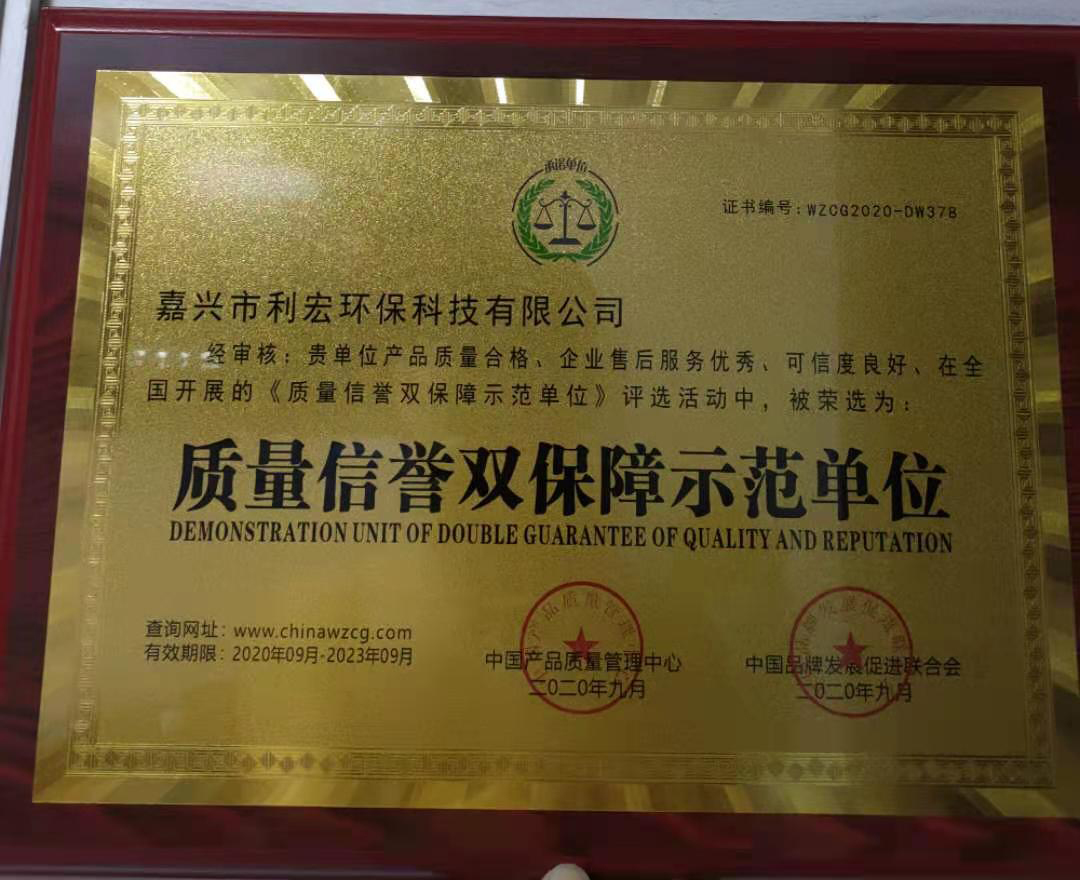 承诺单位
证书编号：WZCG2020-DW378
嘉兴市利宏环保科技有限公司
经审核：贵单位产品质量合格、企业售后服务优秀、可信度良好、在全
国开展的《质量信誉双保障示范单位》评选活动中，被荣选为：
质量信誉双保障示范单位
DEMONSTRATION UNIT OF DOUBLE GUARANTEE OF QUALITY AND REPUTATION
查询网址：www.chinawzcg.com
有效期限：2020年09月-2023年09月
中国产品质量管理中心
二〇二〇年九月
中国品牌发展促进联合会
二〇二〇年九月